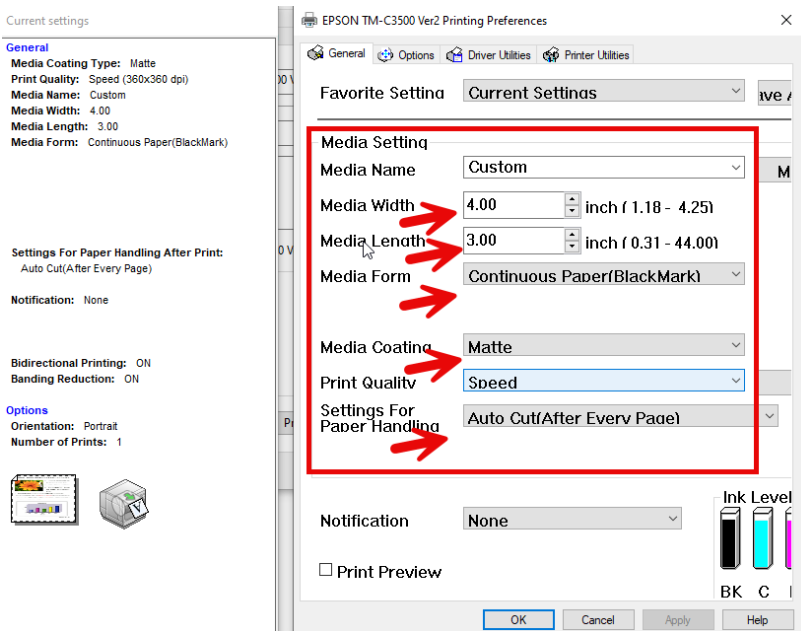 Current settings
General
Media Coating Type: Matte
Print Quality: Speed (360x360 dpi)
Media Name: Custom
Media Width: 4.00
Media Length: 3.00
Media Form: Continuous Paper(BlackMark)
Settings For Paper Handling After Print:
Auto Cut(After Every Page)
Notification: None
Bidirectional Printing: ON
Banding Reduction: ON
Options
Orientation: Portrait
Number of Prints: 1
EPSON TM-C3500 Ver2 Printing Preferences
General Options Driver Utilities Printer Utilities
Favorite Setting Current Settings
Media Setting
Media Name Custom
Media Width 4.00 inch ( 1.18 - 4.25)
Media Length 3.00 inch ( 0.31 - 44.00)
Media Form Continuous Paper(BlackMark)
Media Coating Matte
Print Quality Speed
Settings For
Paper Handling Auto Cut(After Every Page)
Notification None
Print Preview
Ink Level
BK C
OK Cancel Apply Help